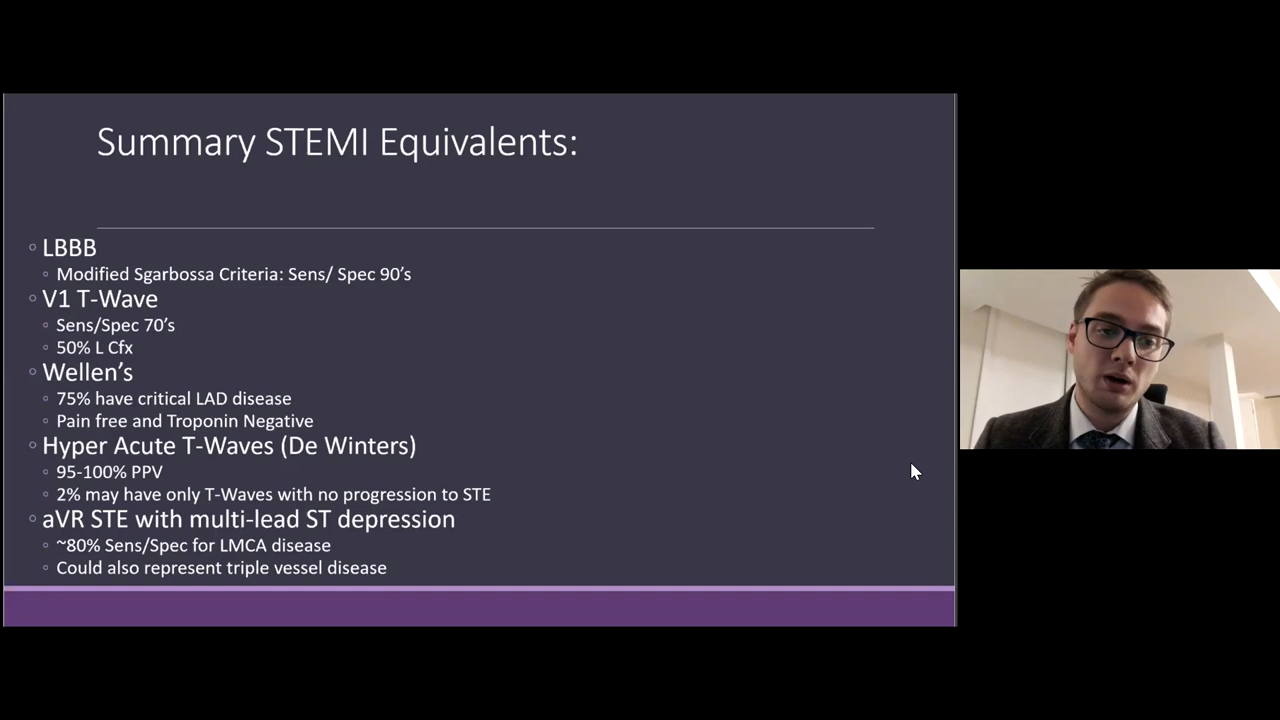 Summary STEMI Equivalents:
LBBB
Modified Sgarbossa Criteria: Sens/ Spec 90’s
V1 T-Wave
Sens/Spec 70’s
50% L Cfx
Wellen’s
75% have critical LAD disease
Pain free and Troponin Negative
Hyper Acute T-Waves (De Winters)
95-100% PPV
2% may have only T-Waves with no progression to STE
aVR STE with multi-lead ST depression
~80% Sens/Spec for LMCA disease
Could also represent triple vessel disease